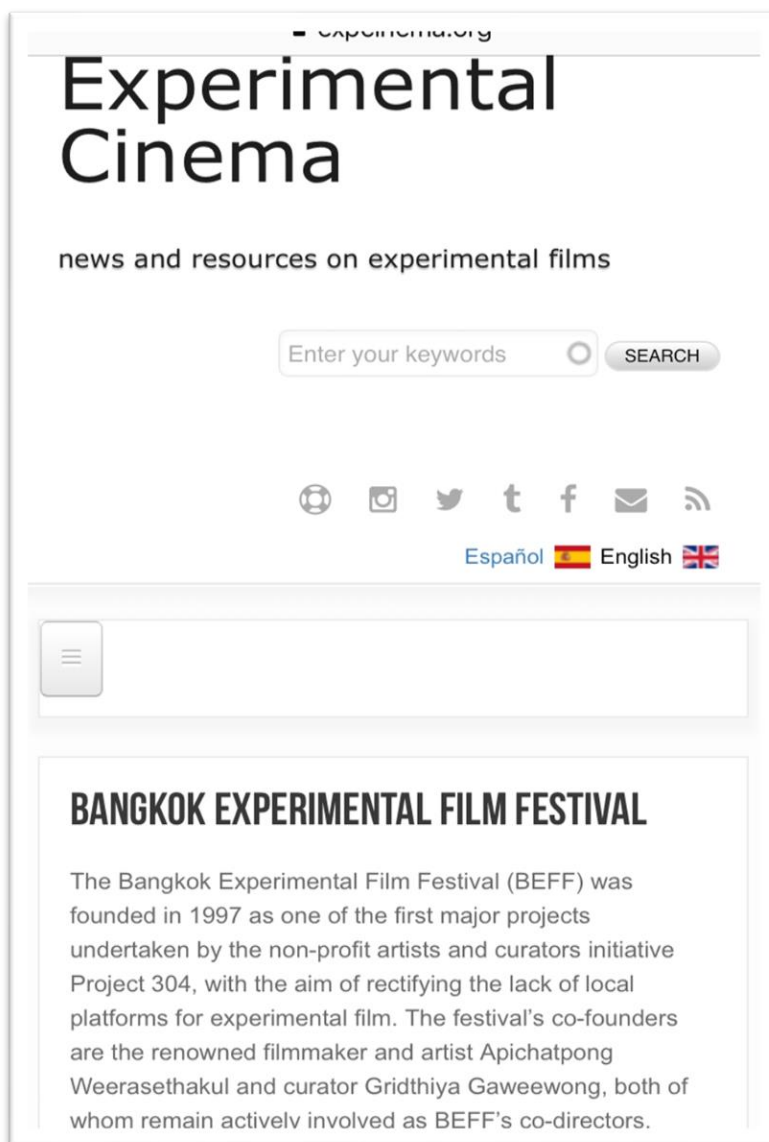 Experimental
Cinema
news and resources on experimental films
Enter your keywords
SEARCH
Español English
BANGKOK EXPERIMENTAL FILM FESTIVAL
The Bangkok Experimental Film Festival (BEFF) was
founded in 1997 as one of the first major projects
undertaken by the non-profit artists and curators initiative
Project 304, with the aim of rectifying the lack of local
platforms for experimental film. The festival's co-founders
are the renowned filmmaker and artist Apichatpong
Weerasethakul and curator Gridthiya Gaweewong, both of
whom remain actively involved as BEFF's co-directors.